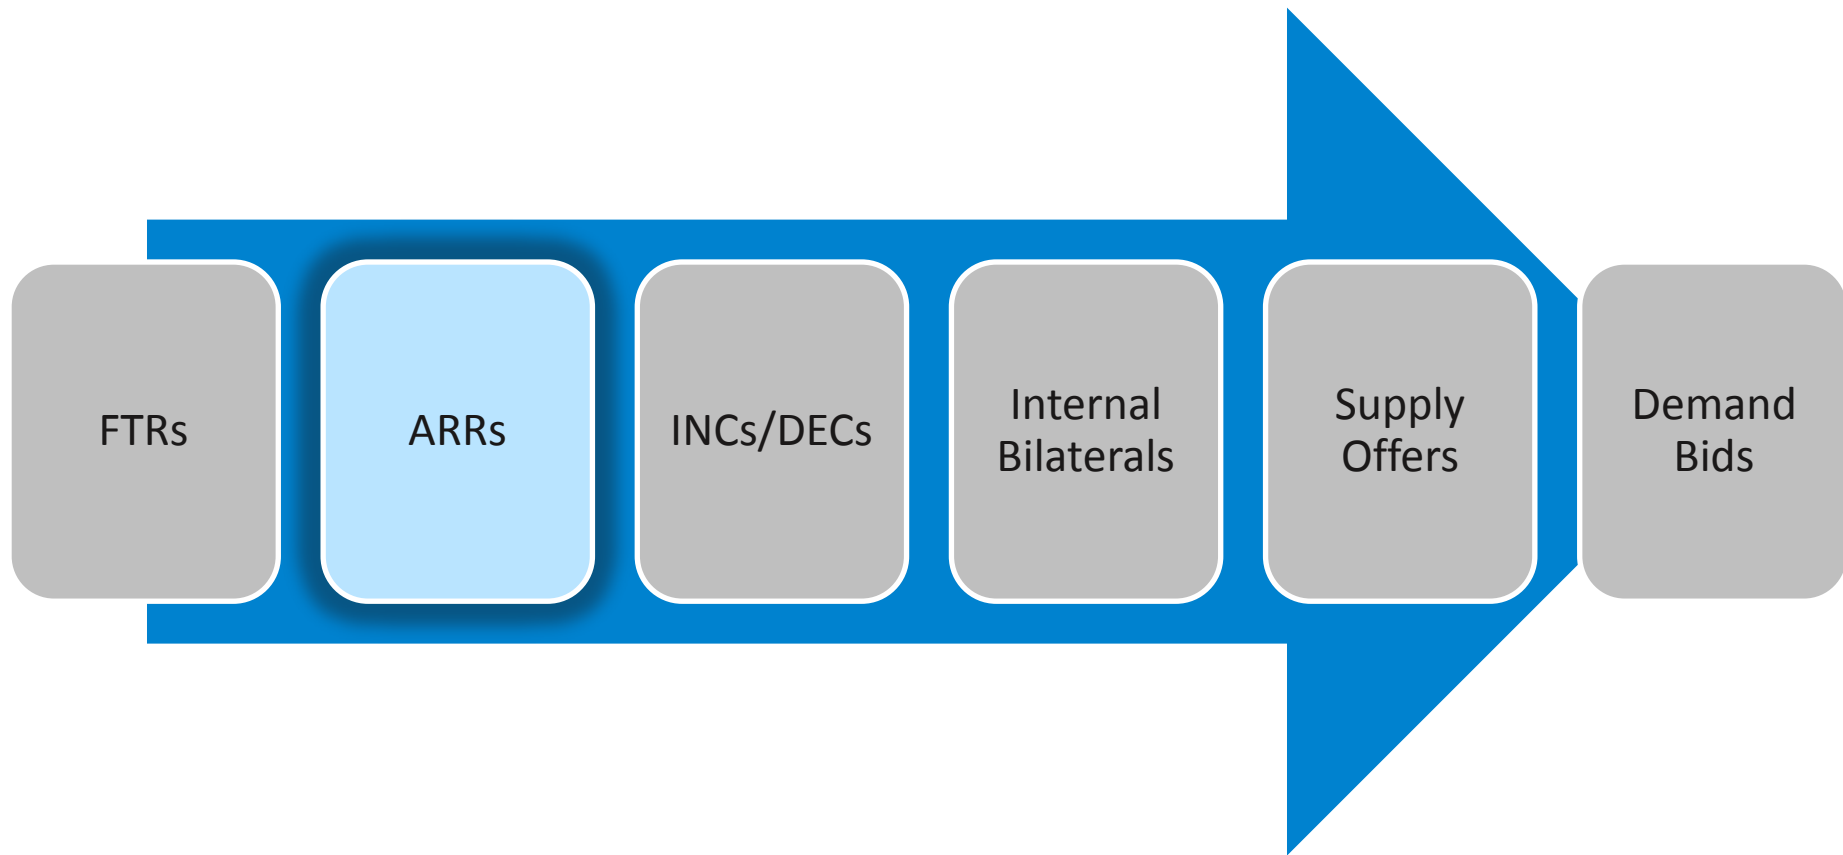 FTRs
ARRs
INCs/DECs
Internal
Bilaterals
Supply
Offers
Demand
Bids